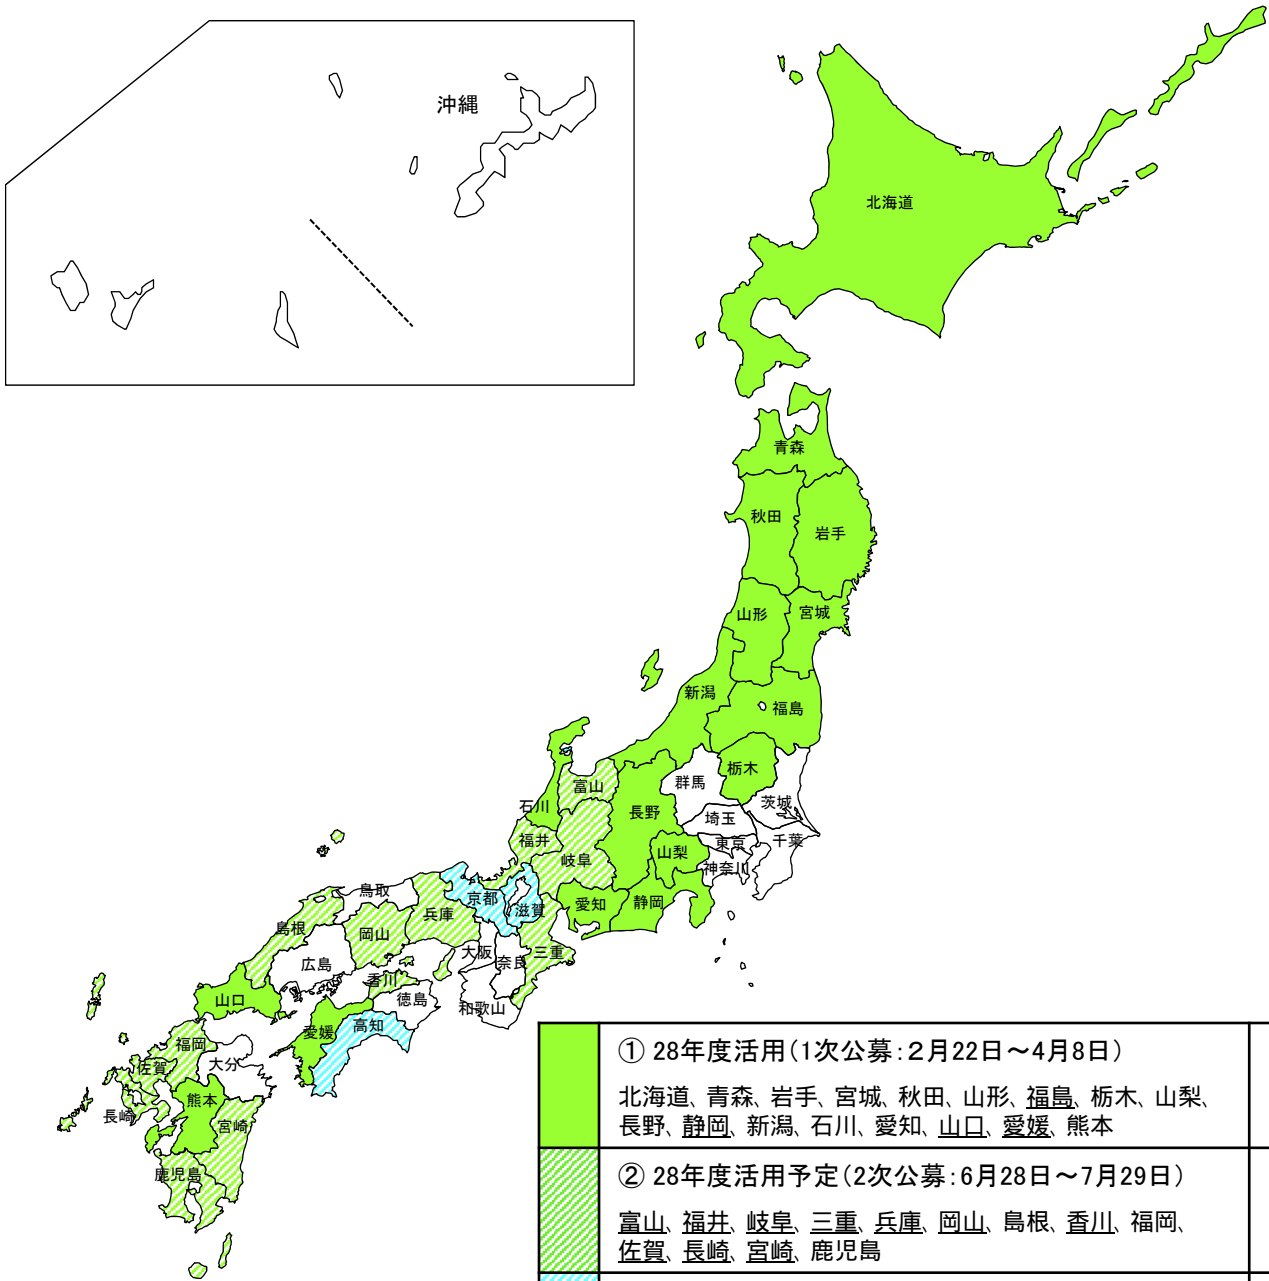 沖縄
北海道
青森
秋田
岩手
山形
宮城
新潟
福島
栃木
群馬
茨城
富山
石川
長野
埼玉
福井
岐阜
山梨
東京
千葉
神奈川
鳥取
京都
滋賀
愛知
静岡
兵庫
島根
岡山
大阪
奈良
三重
広島
香川
徳島
和歌山
山口
愛媛
高知
福岡
佐賀
大分
熊本
長崎
宮崎
鹿児島
① 28年度活用(1次公募:2月22日～4月8日)
北海道、青森、岩手、宮城、秋田、山形、福島、栃木、山梨、
長野、静岡、新潟、石川、愛知、山口、愛媛、熊本
② 28年度活用予定(2次公募:6月28日～7月29日)
富山、福井、岐阜、三重、兵庫、岡山、島根、香川、福岡、
佐賀、長崎、宮崎、鹿児島